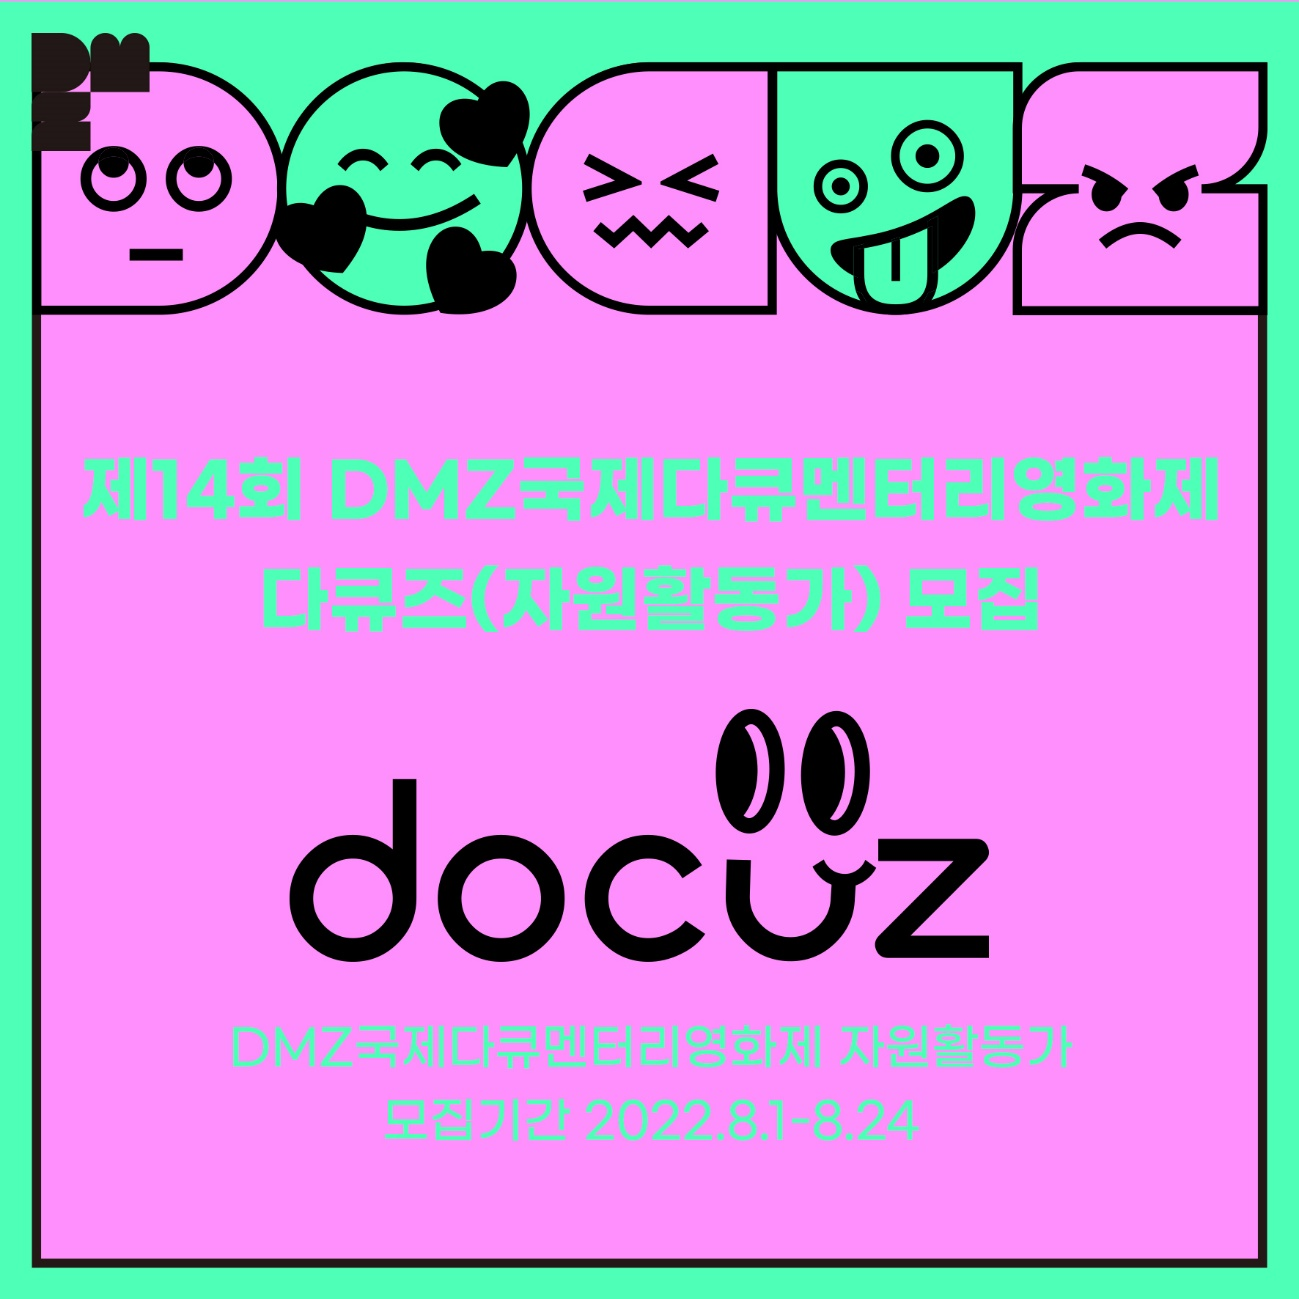 DM
Z
DOCUZ
제14회 DMZ국제다큐멘터리영화제
다큐즈(자원활동가) 모집
docuz
DMZ국제다큐멘터리영화제 자원활동가
모집기간 2022.8.1-8.24